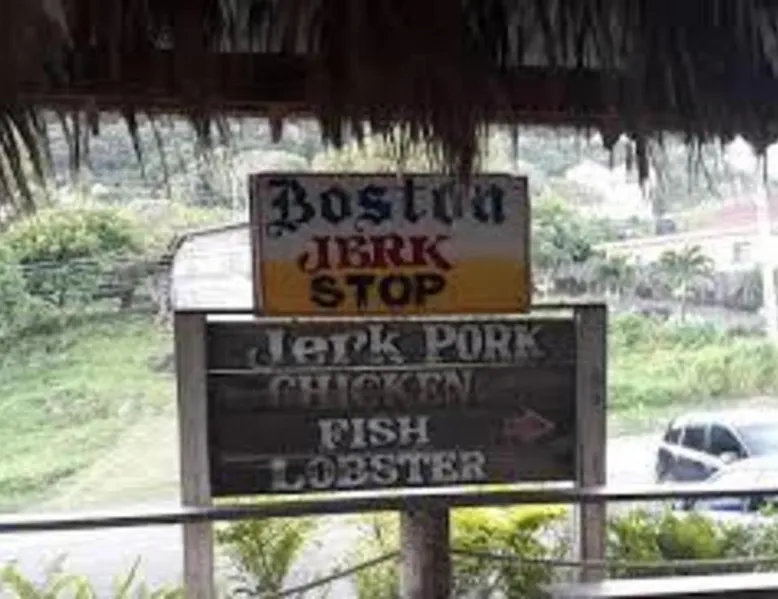 Boston
JERK
STOP
Jerk PORK
CHICKEN
FISH
LOBSTER